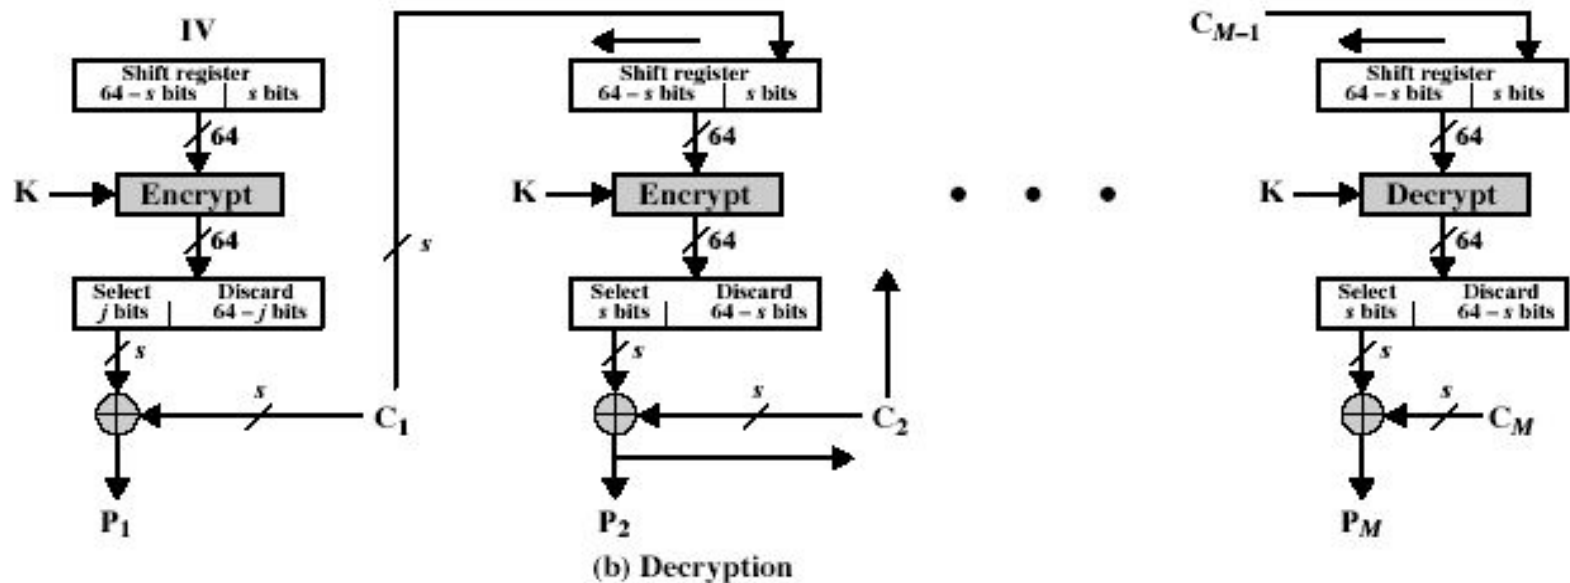 IV
Shift register
64 – s bits | s bits
64
K
Encrypt
64
Select Discard
j bits | 64 – j bits
s
s
C1
P1
s
Shift register
64 – s bits | s bits
64
K
Encrypt
64
Select Discard
s bits | 64 – s bits
s
s
C2
P2
• • •
CM–1
Shift register
64 – s bits | s bits
64
K
Decrypt
64
Select Discard
s bits | 64 – s bits
s
s
CM
PM
(b) Decryption